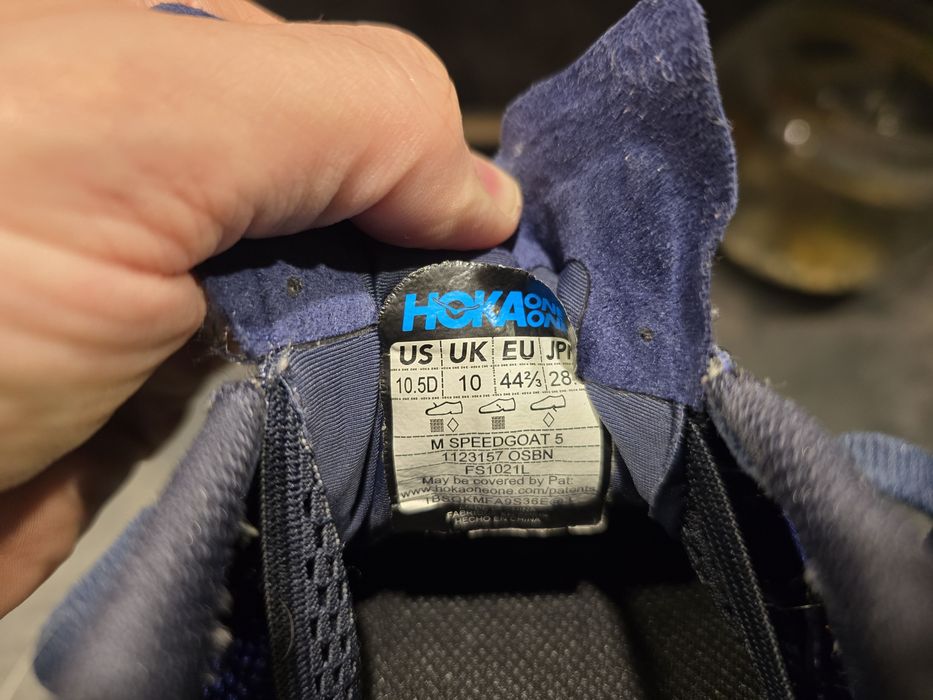 HOKA ONE ONE
US UK EU JP
10.5D 10 44⅔ 28.
M SPEEDGOAT 5
1123157 OSBN
FS1021L
May be covered by Pat:
www.hokaoneone.com/patents
HECHO EN CHINA